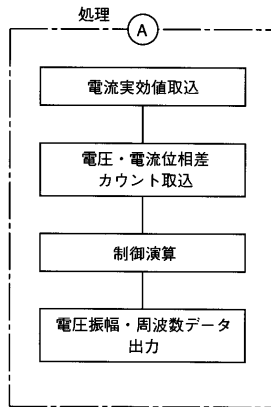 処理
A
電流実効値取込
電圧・電流位相差
カウント取込
制御演算
電圧振幅・周波数データ
出力